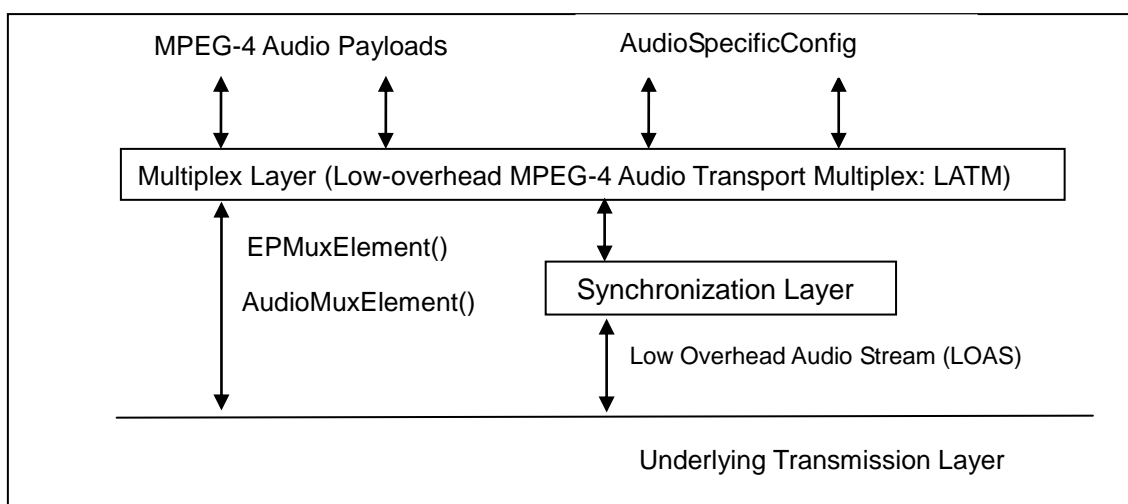 MPEG-4 Audio Payloads
AudioSpecificConfig
Multiplex Layer (Low-overhead MPEG-4 Audio Transport Multiplex: LATM)
EPMuxElement()
AudioMuxElement()
Synchronization Layer
Low Overhead Audio Stream (LOAS)
Underlying Transmission Layer